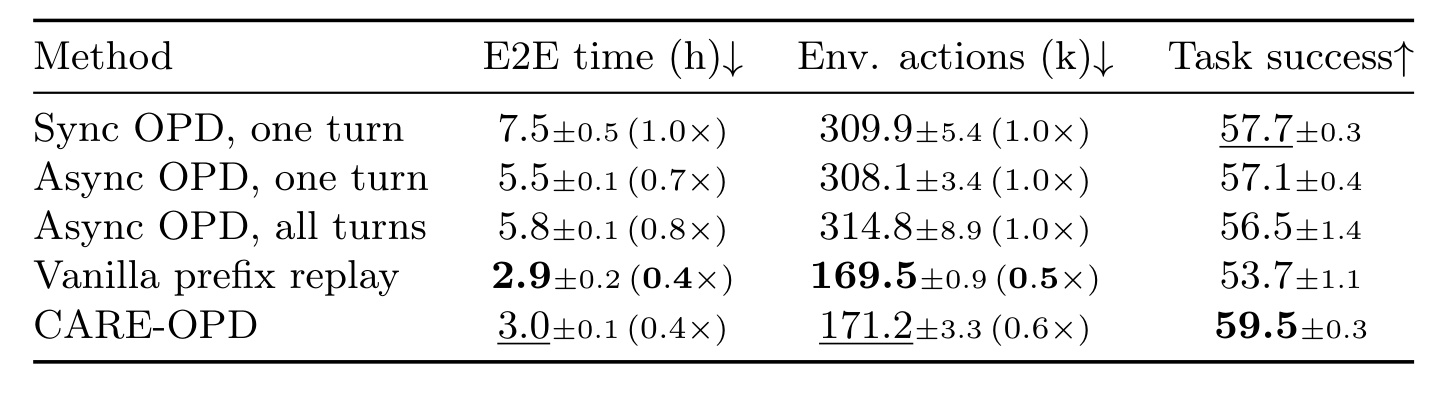 Method E2E time (h)↓ Env. actions (k)↓ Task success↑
Sync OPD, one turn 7.5±0.5 (1.0×) 309.9±5.4 (1.0×) 57.7±0.3
Async OPD, one turn 5.5±0.1 (0.7×) 308.1±3.4 (1.0×) 57.1±0.4
Async OPD, all turns 5.8±0.1 (0.8×) 314.8±8.9 (1.0×) 56.5±1.4
Vanilla prefix replay 2.9±0.2 (0.4×) 169.5±0.9 (0.5×) 53.7±1.1
CARE-OPD 3.0±0.1 (0.4×) 171.2±3.3 (0.6×) 59.5±0.3